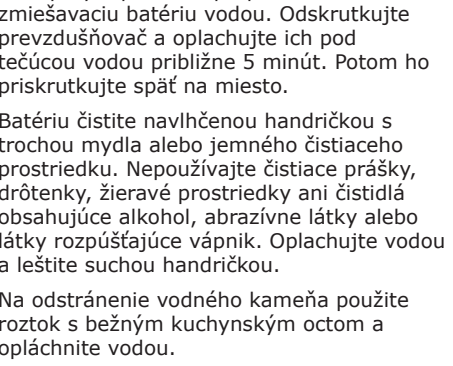 zmiešavaciu batériu vodou. Odskrutkujte
prevzdušňovač a oplachujte ich pod
tečúcou vodou približne 5 minút. Potom ho
priskrutkujte späť na miesto.
Batériu čistite navlhčenou handričkou s
trochou mydla alebo jemného čistiaceho
prostriedku. Nepoužívajte čistiace prášky,
drôtenky, žieravé prostriedky ani čistidlá
obsahujúce alkohol, abrazívne látky alebo
látky rozpúšťajúce vápnik. Oplachujte vodou
a leštite suchou handričkou.
Na odstránenie vodného kameňa použite
roztok s bežným kuchynským octom a
opláchnite vodou.